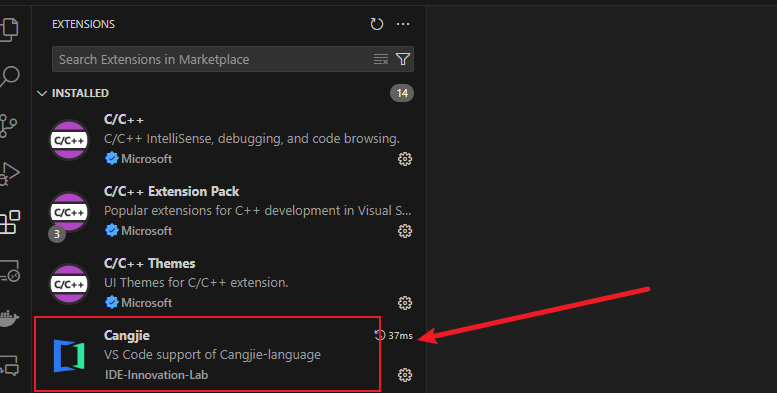 EXTENSIONS
Search Extensions in Marketplace
INSTALLED 14
C/C++
C/C++
C/C++ IntelliSense, debugging, and code browsing.
Microsoft
C/C++ Extension Pack
C/C++
Popular extensions for C++ development in Visual S...
3
Microsoft
C/C++ Themes
C/C++
UI Themes for C/C++ extension.
Microsoft
Cangjie 37ms
VS Code support of Cangjie-language
IDE-Innovation-Lab